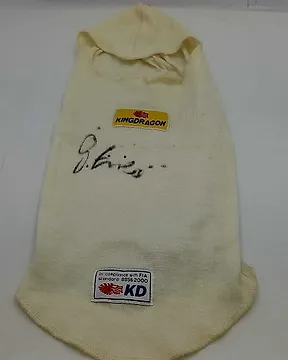 KINGDRAGON
in compliance with FIA
standard 8856 2000
KD